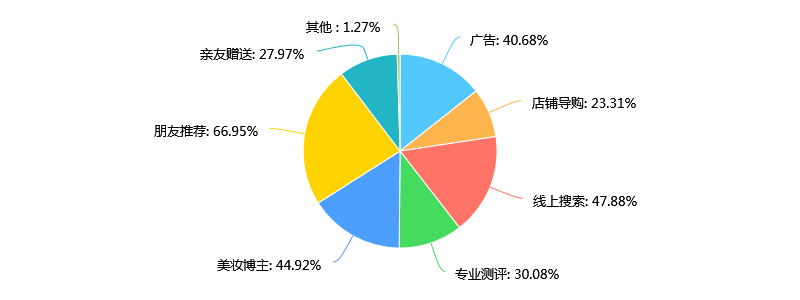 其他 : 1.27%
广告: 40.68%
亲友赠送: 27.97%
店铺导购: 23.31%
朋友推荐: 66.95%
线上搜索: 47.88%
美妆博主: 44.92%
专业测评: 30.08%